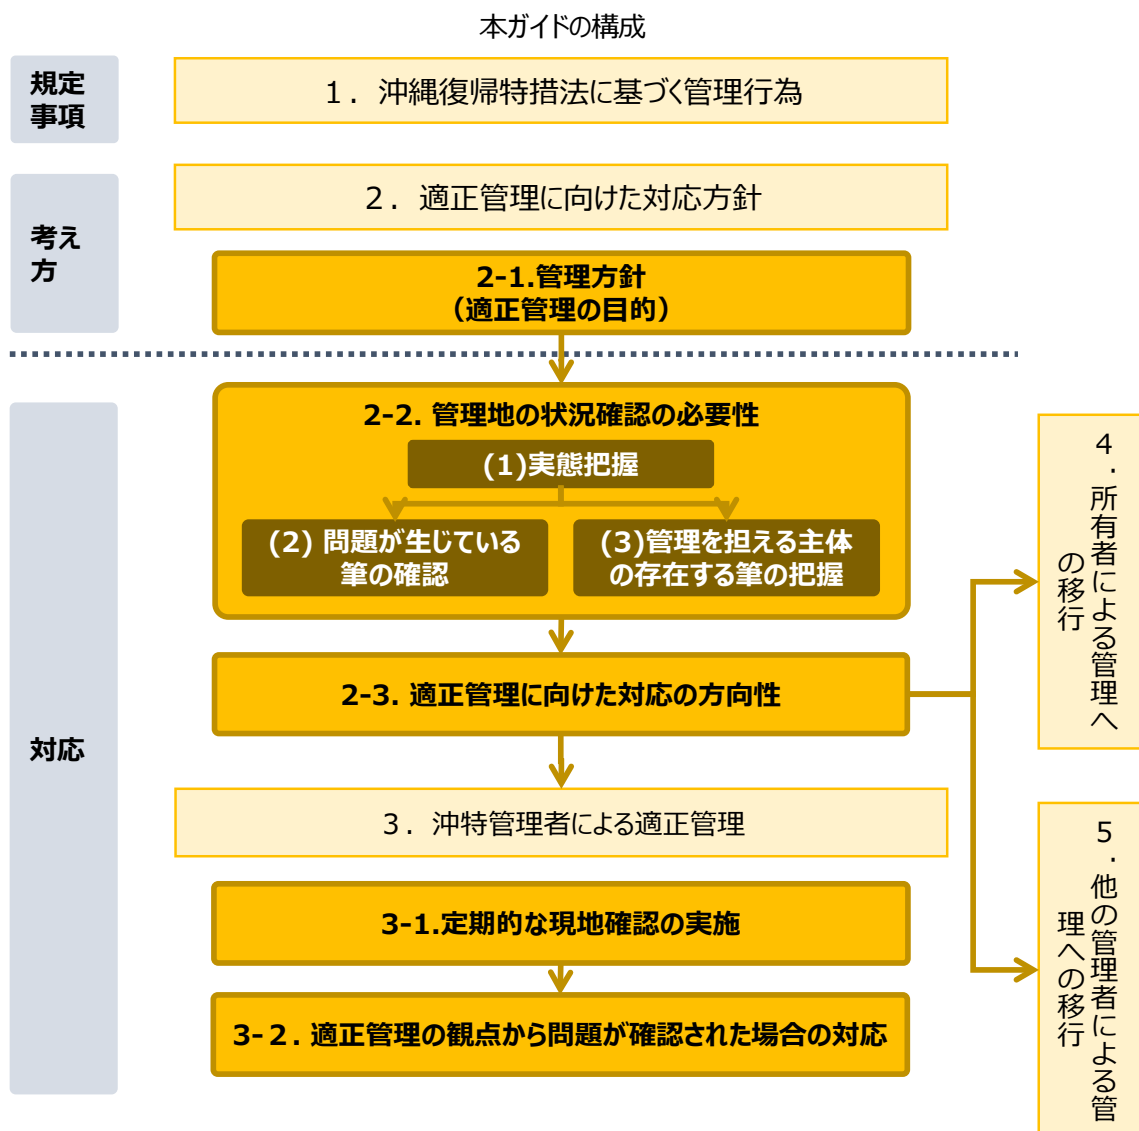 本ガイドの構成
規定
事項
１．沖縄復帰特措法に基づく管理行為
考え
方
２．適正管理に向けた対応方針
2-1.管理方針
（適正管理の目的）
対応
2-2. 管理地の状況確認の必要性
(1)実態把握
(2) 問題が生じている
筆の確認
(3)管理を担える主体
の存在する筆の把握
2-3. 適正管理に向けた対応の方向性
３．沖特管理者による適正管理
3-1.定期的な現地確認の実施
3-２. 適正管理の観点から問題が確認された場合の対応
４．所有者による管理へ
の移行
５．他の管理者による管
理への移行